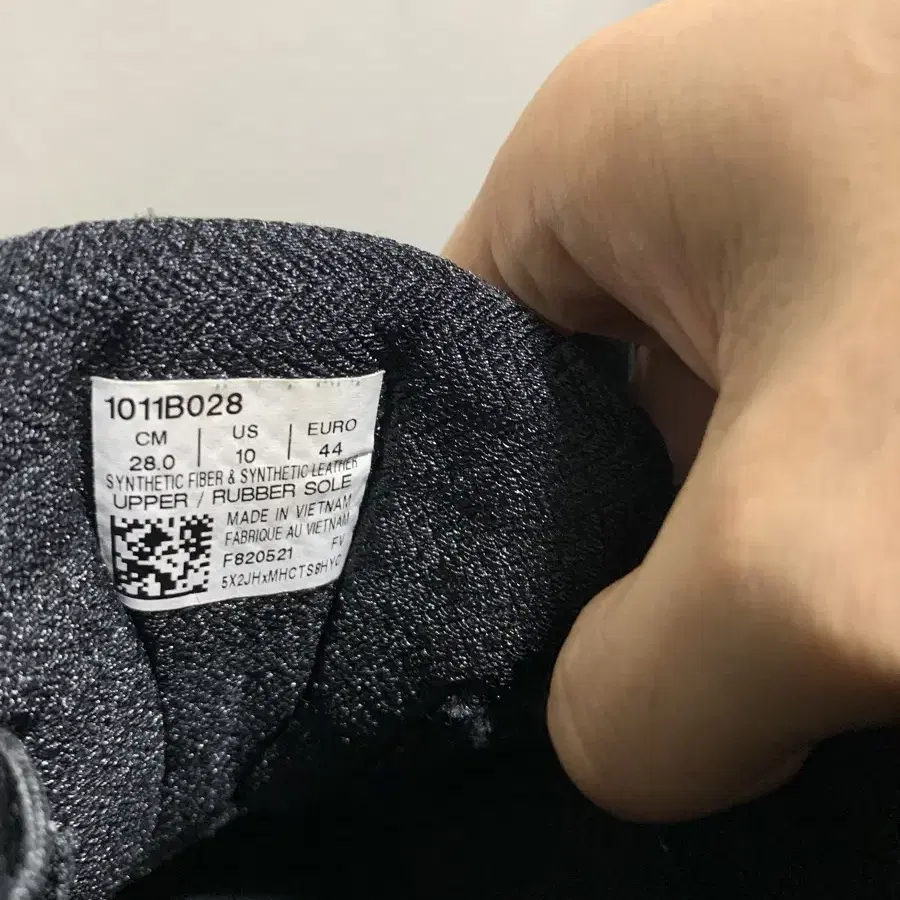 1011B028
CM | US | EURO
28.0 | 10 | 44
SYNTHETIC FIBER & SYNTHETIC LEATHER
UPPER / RUBBER SOLE
MADE IN VIETNAM
FABRIQUE AU VIETNAM
F820521 FV
5X2JHxMHCTS8HYC